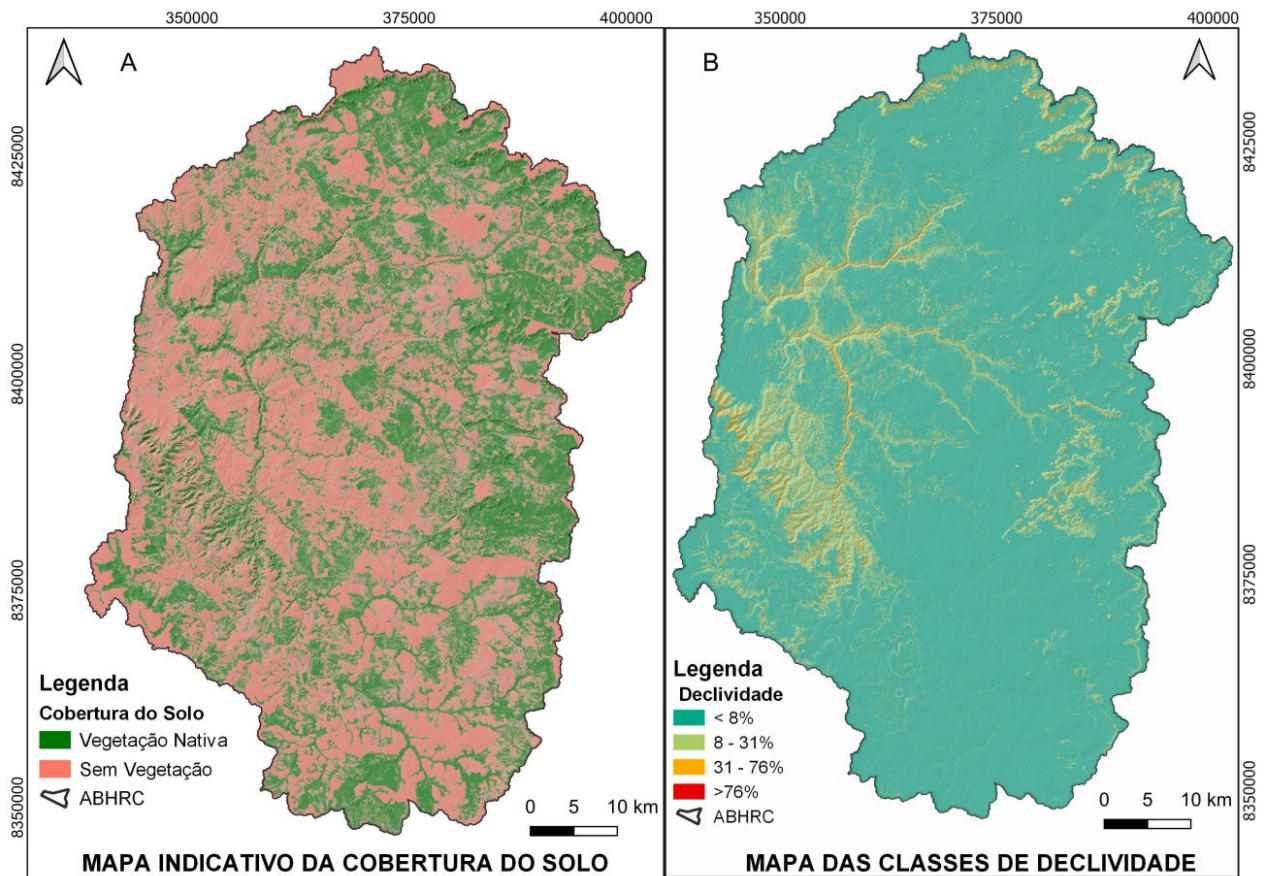 350000 375000 400000
350000 375000 400000
A
B
8425000
8400000
8375000
8350000
8425000
8400000
8375000
8350000
Legenda
Cobertura do Solo
Vegetação Nativa
Sem Vegetação
ABHRC
0 5 10 km
MAPA INDICATIVO DA COBERTURA DO SOLO
Legenda
Declividade
< 8%
8 - 31%
31 - 76%
>76%
ABHRC
0 5 10 km
MAPA DAS CLASSES DE DECLIVIDADE